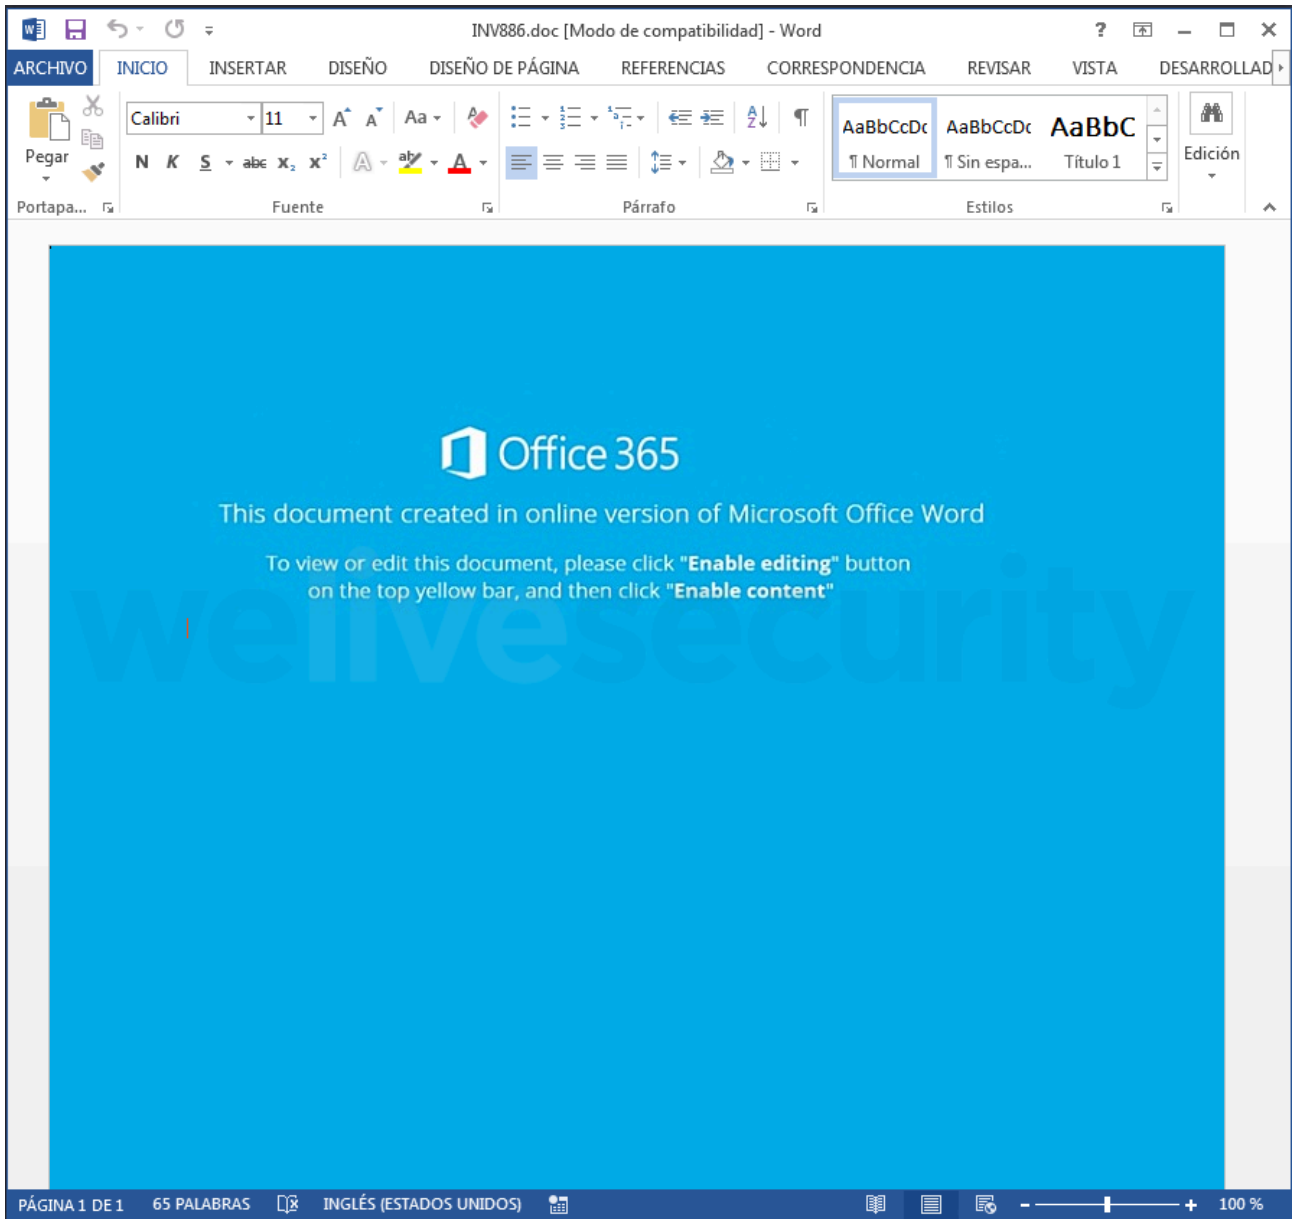 INV886.doc [Modo de compatibilidad] - Word
ARCHIVO INICIO INSERTAR DISEÑO DISEÑO DE PÁGINA REFERENCIAS CORRESPONDENCIA REVISAR VISTA DESARROLLAD
Calibri 11 Aa
AaBbCcDc AaBbCcDc AaBbC
Pegar N K S abc x₂ x² A aby A ¶ Normal ¶ Sin espa... Título 1 Edición
Portapa... Fuente Párrafo Estilos
Office 365
This document created in online version of Microsoft Office Word
To view or edit this document, please click "Enable editing" button
on the top yellow bar, and then click "Enable content"
welivesecurity
PÁGINA 1 DE 1 65 PALABRAS INGLÉS (ESTADOS UNIDOS) 100 %